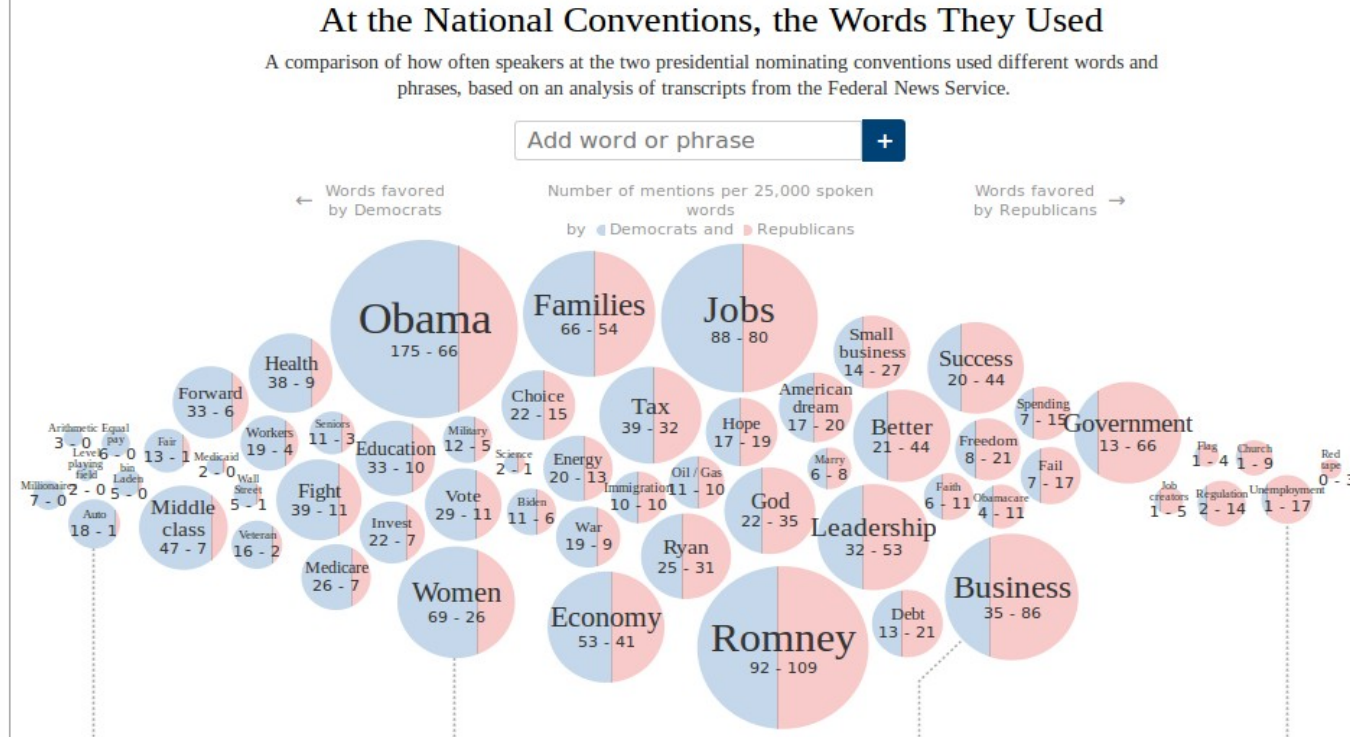 At the National Conventions, the Words They Used
A comparison of how often speakers at the two presidential nominating conventions used different words and
phrases, based on an analysis of transcripts from the Federal News Service.
Add word or phrase
+
← Words favored
by Democrats
Number of mentions per 25,000 spoken
words
by Democrats and Republicans
Words favored →
by Republicans
Obama
175 - 66
Families
66 - 54
Jobs
88 - 80
Small
business
14 - 27
Success
20 - 44
Health
38 - 9
Forward
33 - 6
Choice
22 - 15
Tax
39 - 32
American
dream
17 - 20
Hope
17 - 19
Better
21 - 44
Spending
7 - 15
Government
13 - 66
Arithmetic
3 - 0
Equal
pay
6 - 0
Fair
13 - 1
Workers
19 - 4
Seniors
11 - 3
Education
33 - 10
Military
12 - 5
Science
2 - 1
Energy
20 - 13
Oil / Gas
11 - 10
Marry
6 - 8
Freedom
8 - 21
Fail
7 - 17
Flag
1 - 4
Church
1 - 9
Red
tape
Level
playing
field
2 - 0
bin
Laden
5 - 0
Medicaid
2 - 0
Wall
Street
5 - 1
Millionaire
7 - 0
Auto
18 - 1
Middle
class
47 - 7
Fight
39 - 11
Vote
29 - 11
Biden
11 - 6
Immigration
10 - 10
God
22 - 35
Faith
6 - 11
Obamacare
4 - 11
Job
creators
1 - 5
Regulation
2 - 14
Unemployment
1 - 17
Veteran
16 - 2
Invest
22 - 7
War
19 - 9
Leadership
32 - 53
Medicare
26 - 7
Ryan
25 - 31
Women
69 - 26
Economy
53 - 41
Romney
92 - 109
Debt
13 - 21
Business
35 - 86